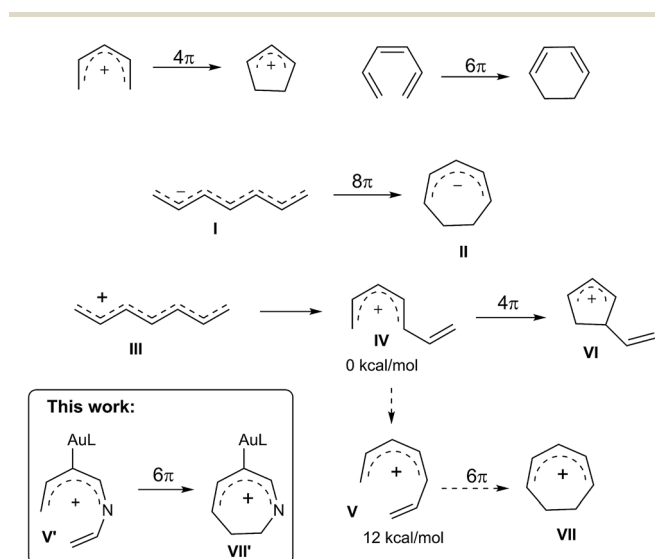 4π
6π
+
+
8π
−
−
I
II
+
4π
+
+
III
IV
VI
0 kcal/mol
This work:
AuL
AuL
6π
6π
+
N
+
N
+
+
V'
VII'
V
VII
12 kcal/mol